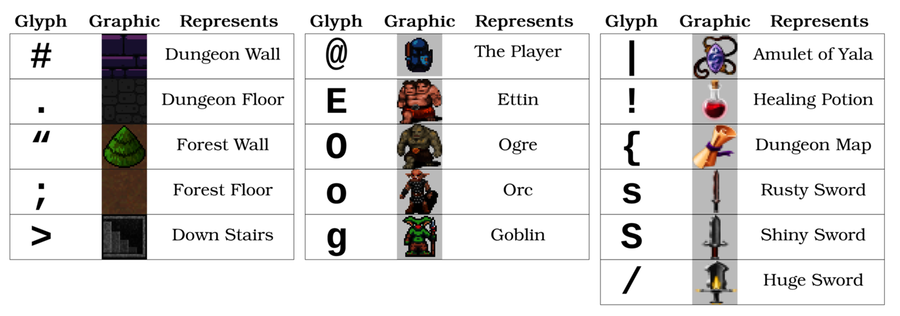 Glyph Graphic Represents
# Dungeon Wall
. Dungeon Floor
“ Forest Wall
; Forest Floor
> Down Stairs
Glyph Graphic Represents
@ The Player
E Ettin
O Ogre
o Orc
g Goblin
Glyph Graphic Represents
| Amulet of Yala
! Healing Potion
{ Dungeon Map
s Rusty Sword
S Shiny Sword
/ Huge Sword